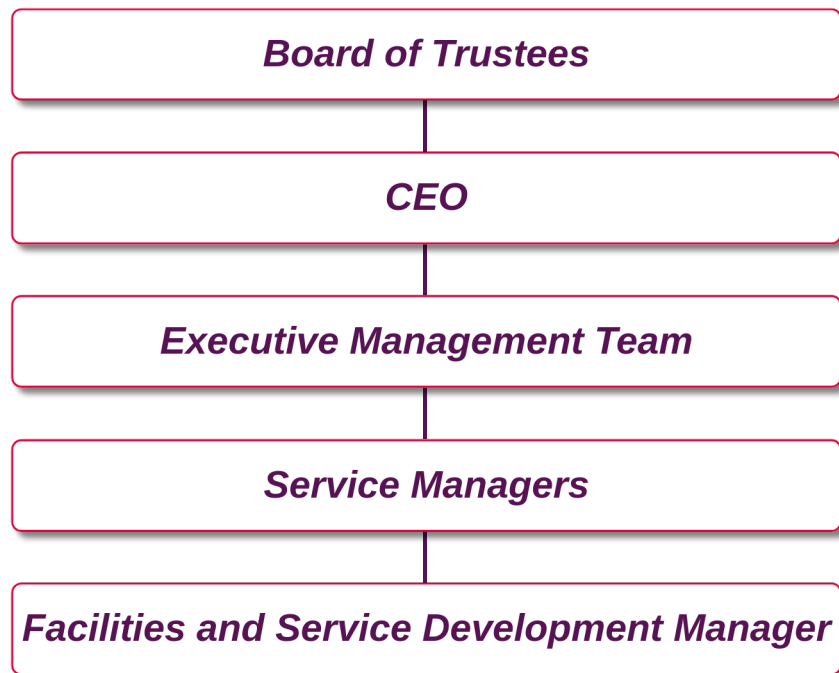 Board of Trustees
CEO
Executive Management Team
Service Managers
Facilities and Service Development Manager